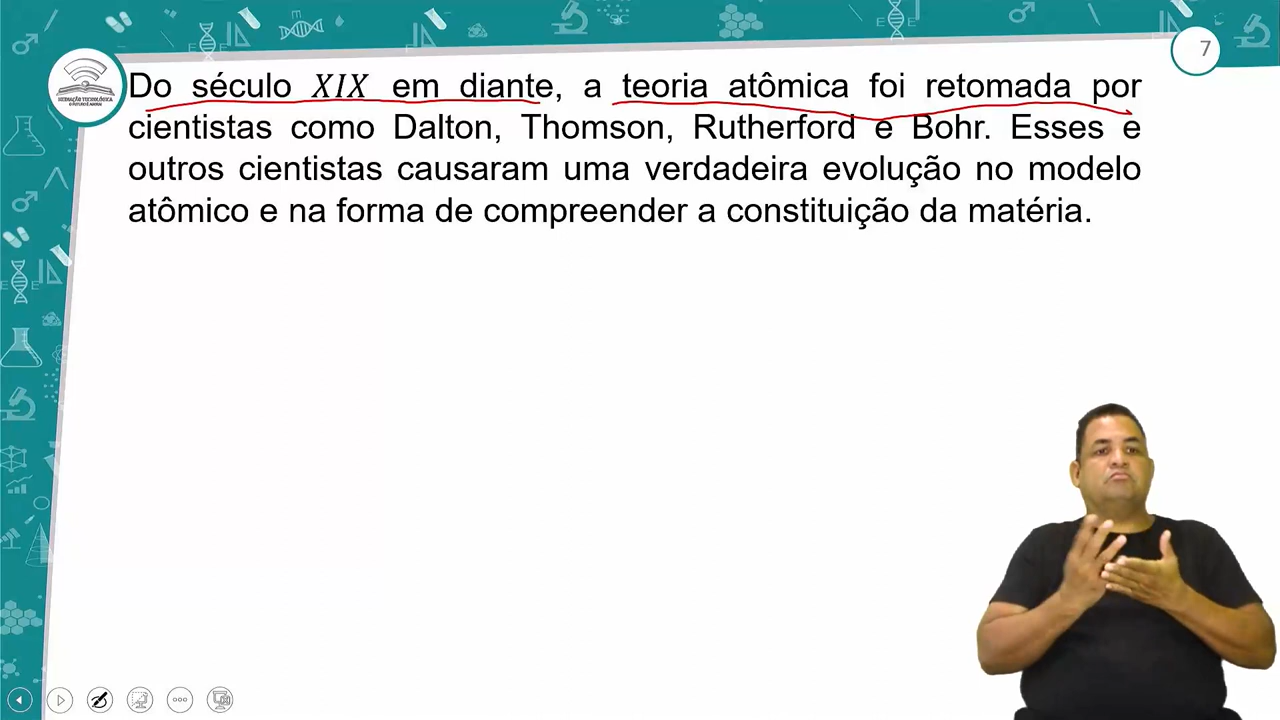 7
Do século XIX em diante, a teoria atômica foi retomada por
cientistas como Dalton, Thomson, Rutherford e Bohr. Esses e
outros cientistas causaram uma verdadeira evolução no modelo
atômico e na forma de compreender a constituição da matéria.